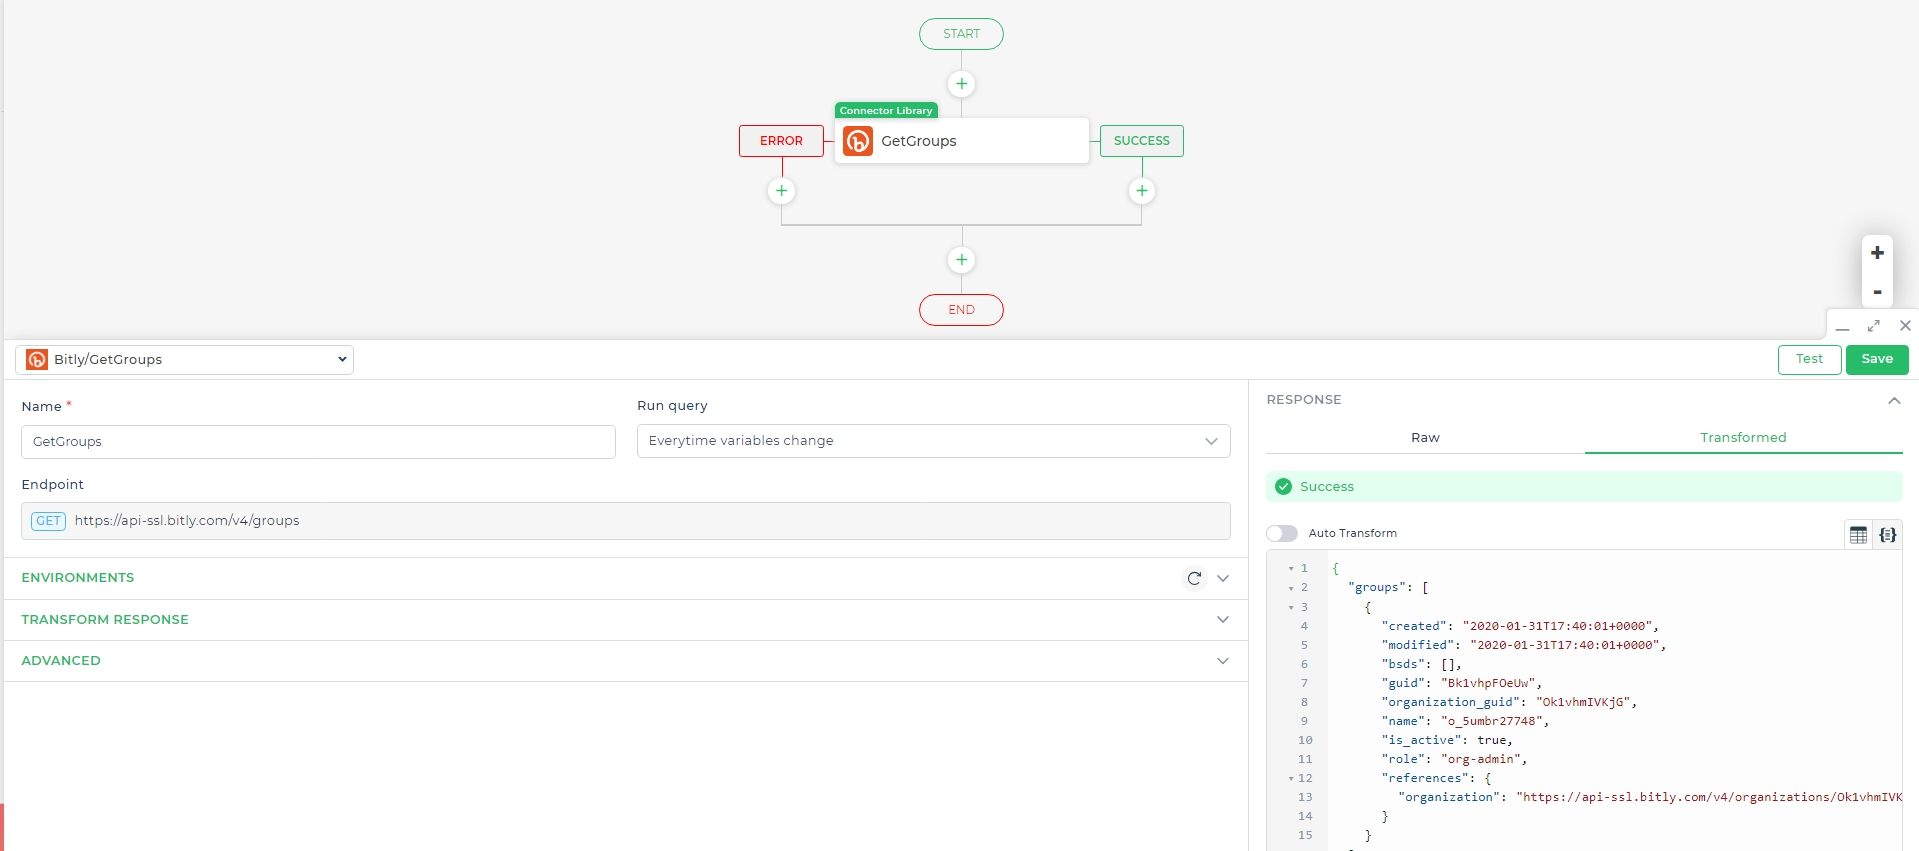 START
Connector Library
ERROR
GetGroups
SUCCESS
END
Bitly/GetGroups
Test
Save
Name *
Run query
GetGroups
Everytime variables change
Endpoint
GET https://api-ssl.bitly.com/v4/groups
ENVIRONMENTS
TRANSFORM RESPONSE
ADVANCED
RESPONSE
Raw
Transformed
Success
Auto Transform
1 {
2 "groups": [
3 {
4 "created": "2020-01-31T17:40:01+0000",
5 "modified": "2020-01-31T17:40:01+0000",
6 "bsds": [],
7 "guid": "Bk1vhpFOeUw",
8 "organization_guid": "Ok1vhmIVKjG",
9 "name": "o_5umbr27748",
10 "is_active": true,
11 "role": "org-admin",
12 "references": {
13 "organization": "https://api-ssl.bitly.com/v4/organizations/Ok1vhmIVK
14 }
15 }